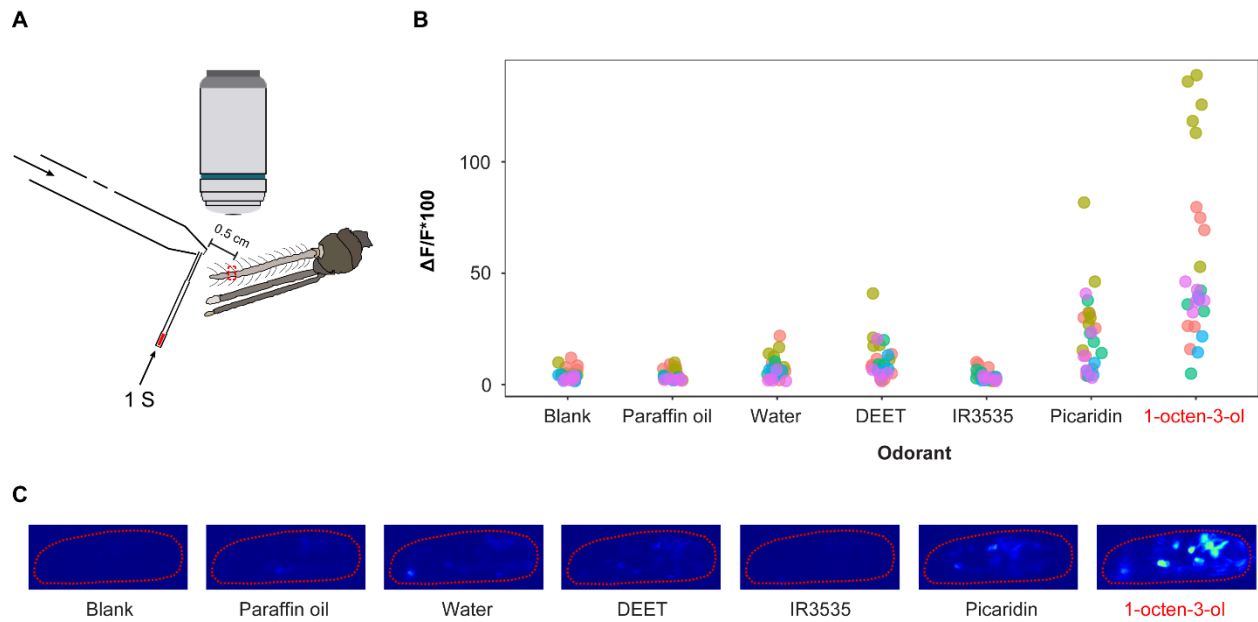 A
B
0.5 cm
1 S
ΔF/F*100
100
50
0
Blank Paraffin oil Water DEET IR3535 Picaridin 1-octen-3-ol
Odorant
C
Blank Paraffin oil Water DEET IR3535 Picaridin 1-octen-3-ol